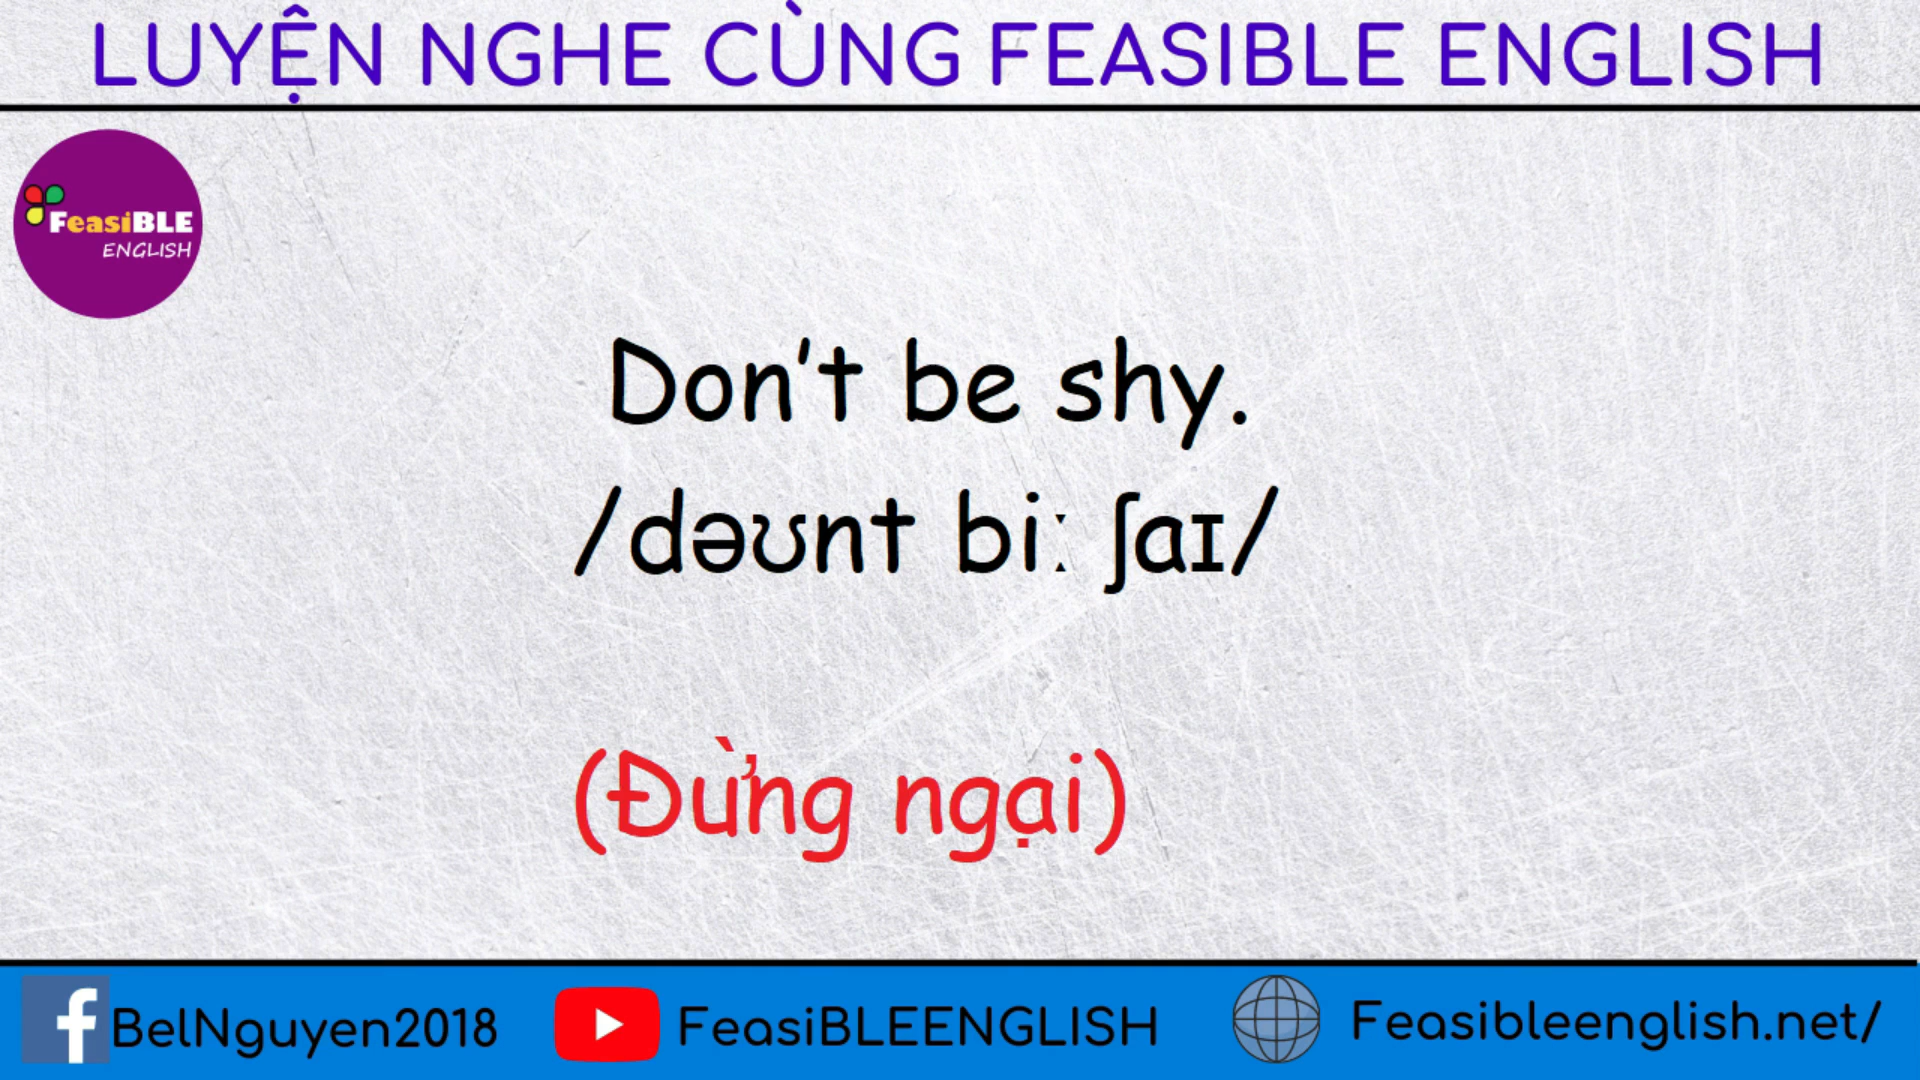 LUYỆN NGHE CÙNG FEASIBLE ENGLISH
FeasiBLE
ENGLISH
Don't be shy.
/dəʊnt biː ʃaɪ/
(Đừng ngại)
BelNguyen2018
FeasiBLEENGLISH
Feasibleenglish.net/